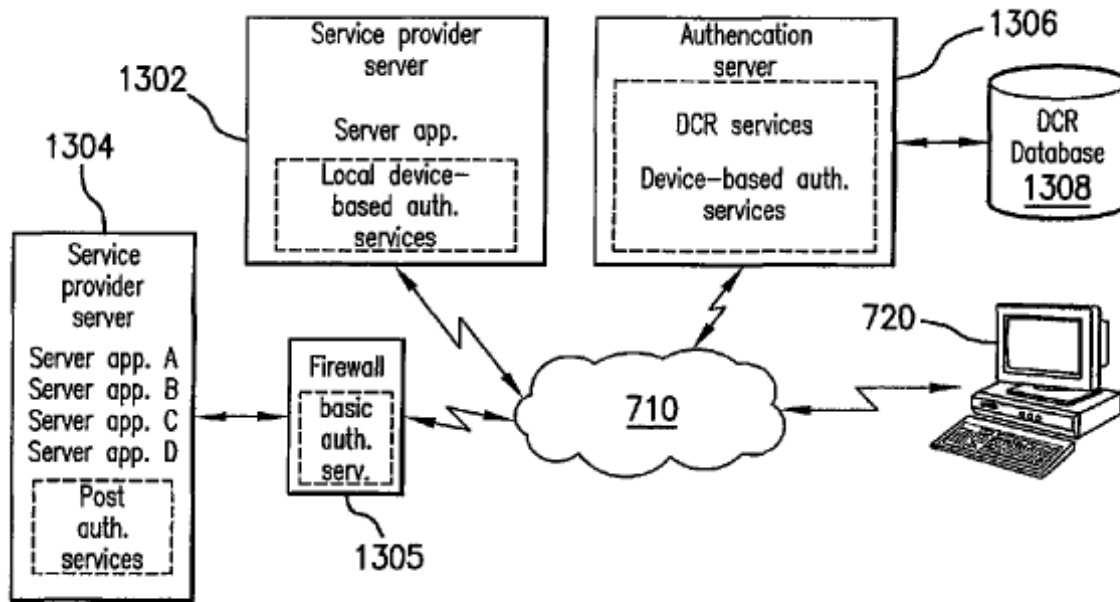 Service provider
server
Server app.
Local device-
based auth.
services
1302
Authencation
server
DCR services
Device-based auth.
services
1306
DCR
Database
1308
1304
Service
provider
server
Server app. A
Server app. B
Server app. C
Server app. D
Post
auth.
services
Firewall
basic
auth.
serv.
1305
710
720